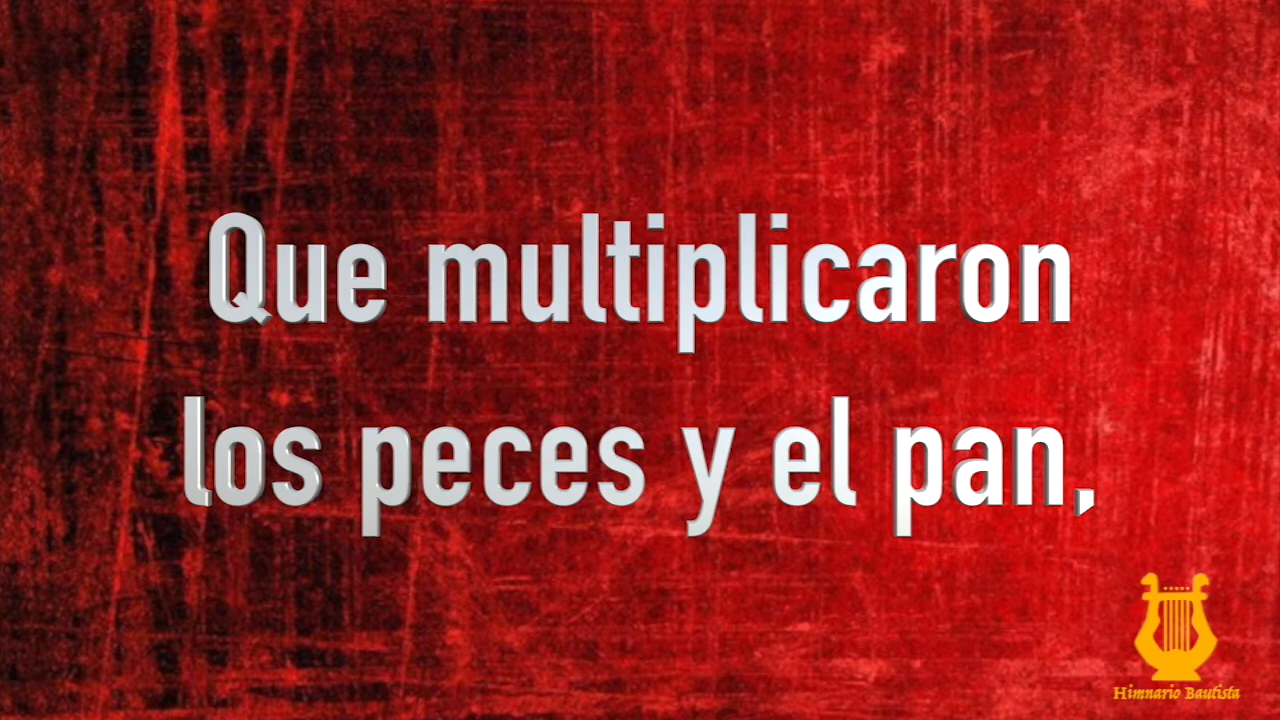 Que multiplicaron
los peces y el pan,
Himnario Bautista